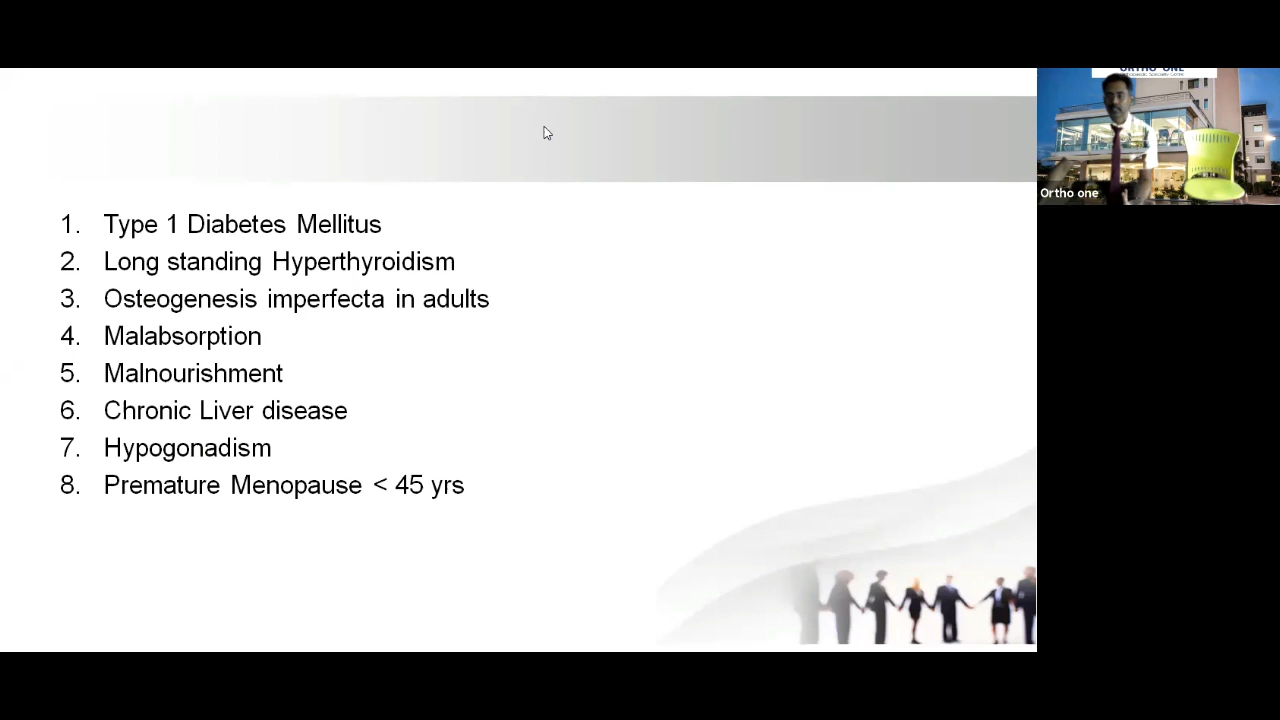 1. Type 1 Diabetes Mellitus
2. Long standing Hyperthyroidism
3. Osteogenesis imperfecta in adults
4. Malabsorption
5. Malnourishment
6. Chronic Liver disease
7. Hypogonadism
8. Premature Menopause < 45 yrs
Ortho one